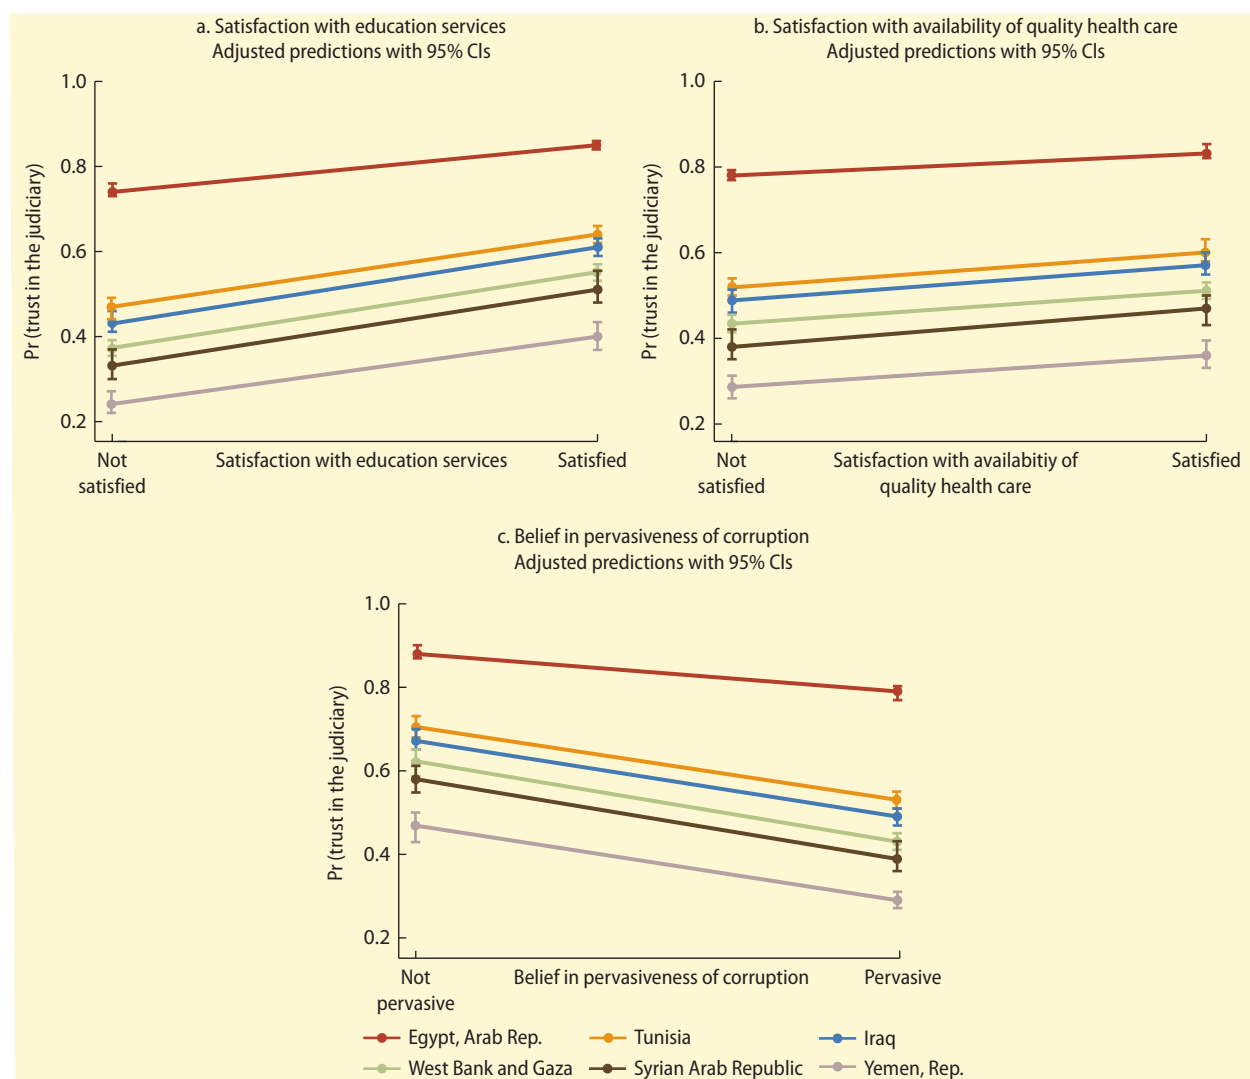 a. Satisfaction with education services
Adjusted predictions with 95% CIs
1.0
0.8
0.6
0.4
0.2
Pr (trust in the judiciary)
Not
satisfied
Satisfaction with education services
Satisfied
b. Satisfaction with availability of quality health care
Adjusted predictions with 95% CIs
1.0
0.8
0.6
0.4
0.2
Pr (trust in the judiciary)
Not
satisfied
Satisfaction with availabitiy of
quality health care
Satisfied
c. Belief in pervasiveness of corruption
Adjusted predictions with 95% CIs
1.0
0.8
0.6
0.4
0.2
Pr (trust in the judiciary)
Not
pervasive
Belief in pervasiveness of corruption
Pervasive
Egypt, Arab Rep.
Tunisia
Iraq
West Bank and Gaza
Syrian Arab Republic
Yemen, Rep.